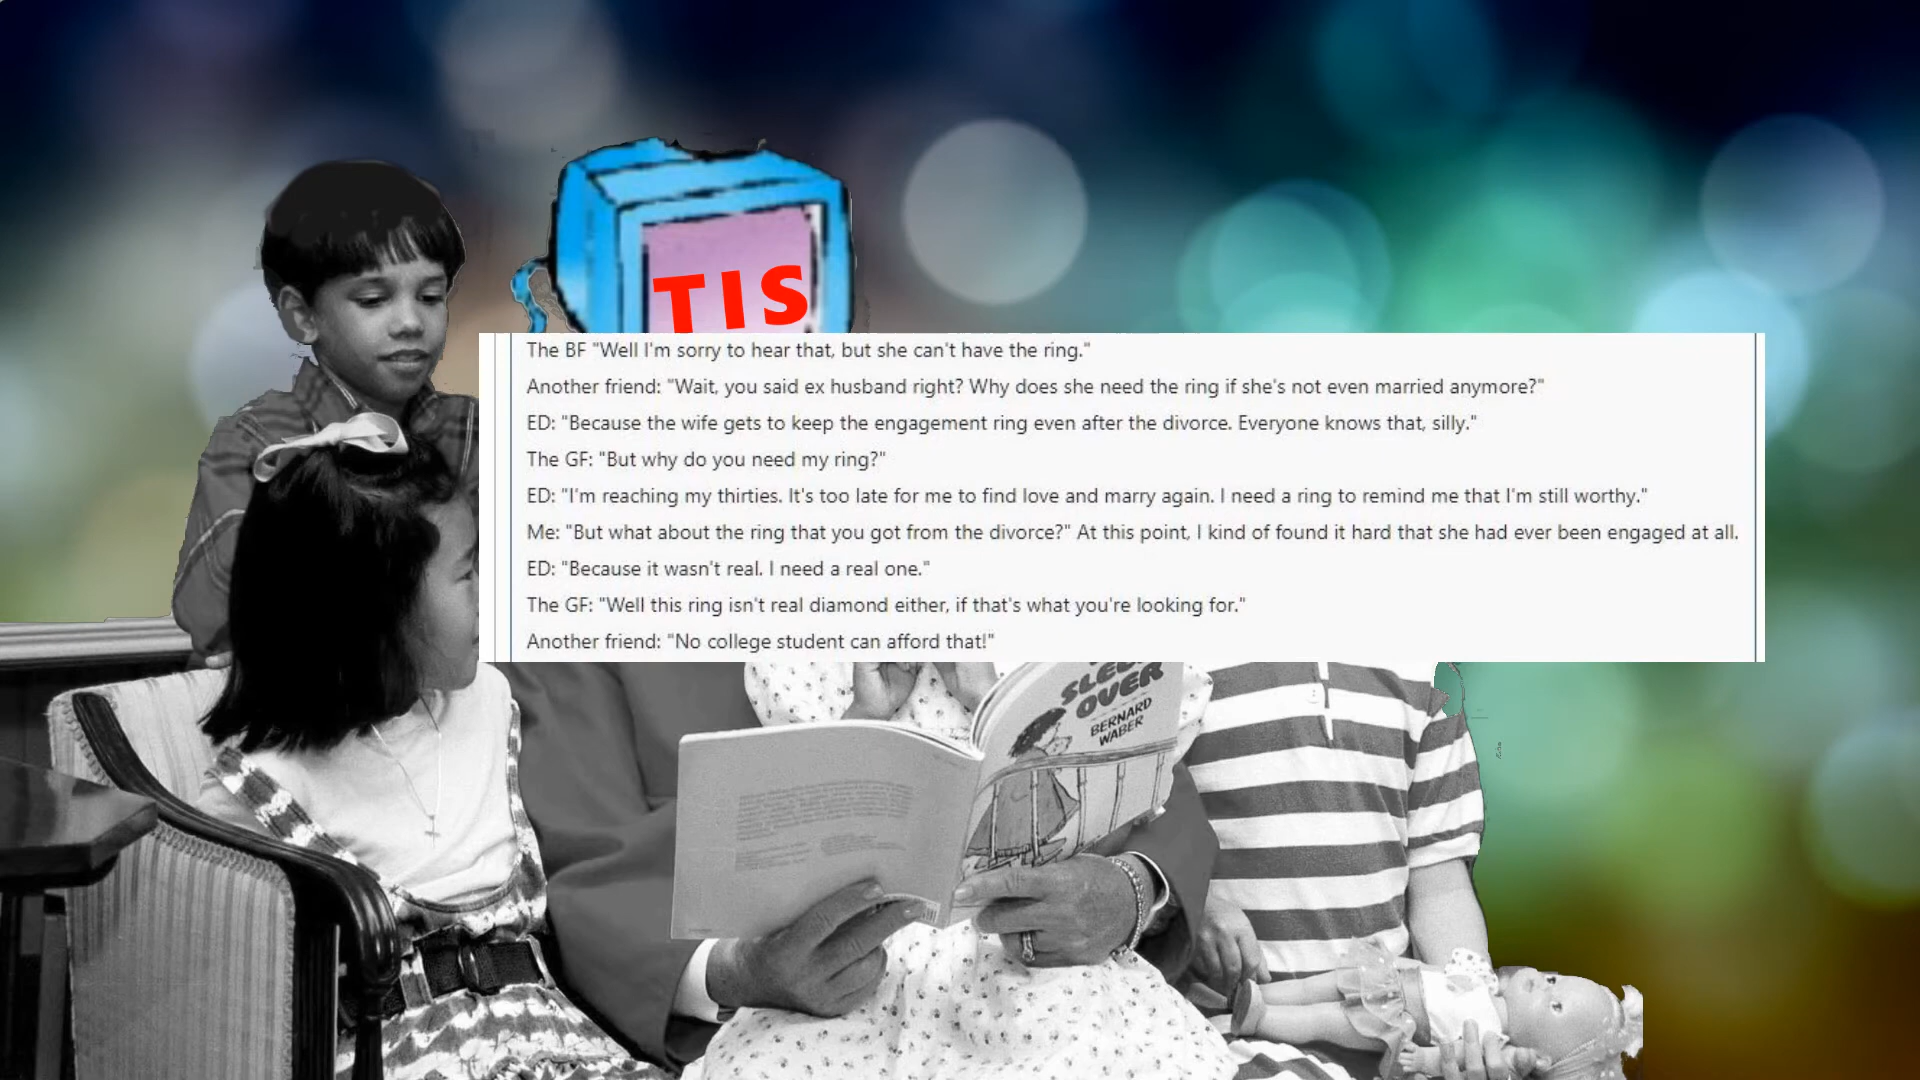 TIS
The BF "Well I'm sorry to hear that, but she can't have the ring."
Another friend: "Wait, you said ex husband right? Why does she need the ring if she's not even married anymore?"
ED: "Because the wife gets to keep the engagement ring even after the divorce. Everyone knows that, silly."
The GF: "But why do you need my ring?"
ED: "I'm reaching my thirties. It's too late for me to find love and marry again. I need a ring to remind me that I'm still worthy."
Me: "But what about the ring that you got from the divorce?" At this point, I kind of found it hard that she had ever been engaged at all.
ED: "Because it wasn't real. I need a real one."
The GF: "Well this ring isn't real diamond either, if that's what you're looking for."
Another friend: "No college student can afford that!"
OVER
BERNARD
WABER